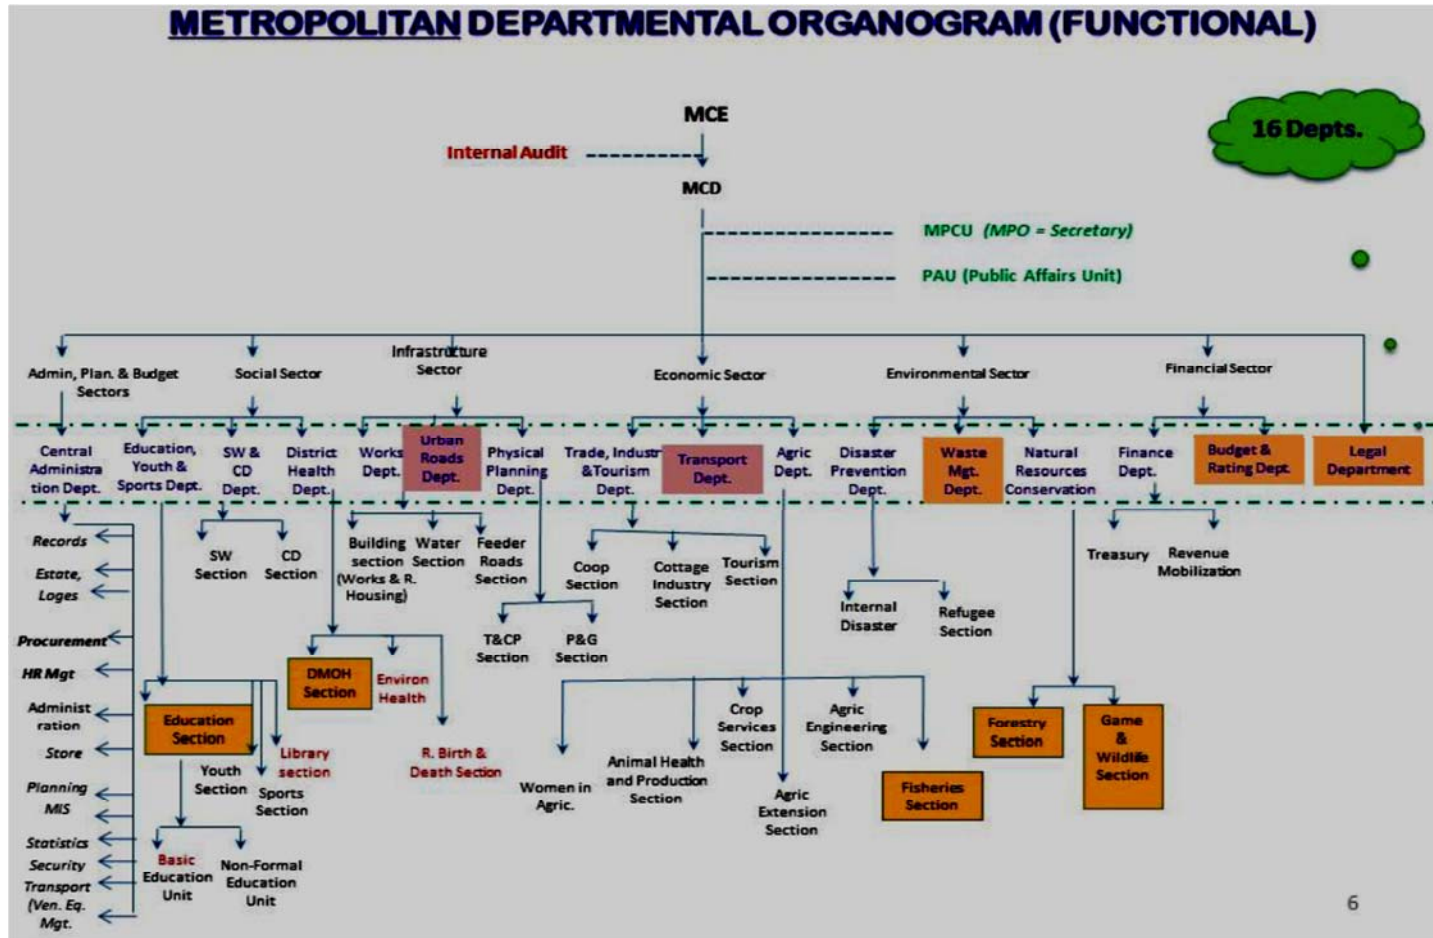 METROPOLITAN DEPARTMENTAL ORGANOGRAM (FUNCTIONAL)
16 Depts.
MCE
Internal Audit
MCD
MPCU (MPO = Secretary)
PAU (Public Affairs Unit)
Admin, Plan. & Budget
Sectors
Social Sector
Infrastructure
Sector
Economic Sector
Environmental Sector
Financial Sector
Central
Administra
tion Dept.
Education,
Youth &
Sports Dept.
SW &
CD
Dept.
District
Health
Dept.
Works
Dept.
Urban
Roads
Dept.
Physical
Planning
Dept.
Trade, Industr
&Tourism
Dept.
Transport
Dept.
Agric
Dept.
Disaster
Prevention
Dept.
Waste
Mgt.
Dept.
Natural
Resources
Conservation
Finance
Dept.
Budget &
Rating Dept.
Legal
Department
Records
Estate,
Loges
Procurement
HR Mgt
Administ
ration
Store
Planning
MIS
Statistics
Security
Transport
(Ven. Eq.
Mgt.
SW
Section
CD
Section
Building
section
(Works & R.
Housing)
Water
Section
Feeder
Roads
Section
Coop
Section
Cottage
Industry
Section
Tourism
Section
Treasury
Revenue
Mobilization
Internal
Disaster
Refugee
Section
T&CP
Section
P&G
Section
DMOH
Section
Environ
Health
R. Birth &
Death Section
Education
Section
Youth
Section
Sports
Section
Library
section
Basic
Education
Unit
Non-Formal
Education
Unit
Women in
Agric.
Animal Health
and Production
Section
Crop
Services
Section
Agric
Extension
Section
Agric
Engineering
Section
Fisheries
Section
Forestry
Section
Game
&
Wildlife
Section
6